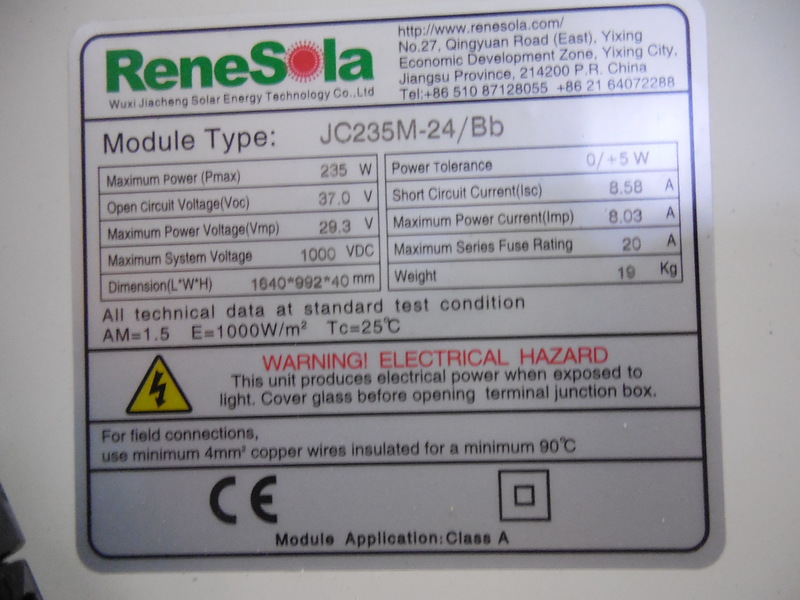 ReneSola
Wuxi Jiacheng Solar Energy Technology Co.,Ltd
http://www.renesola.com/
No.27, Qingyuan Road (East), Yixing
Economic Development Zone, Yixing City,
Jiangsu Province, 214200 P.R. China
Tel:+86 510 87128055 +86 21 64072288
Module Type: JC235M-24/Bb
Maximum Power (Pmax) 235 W
Open Circuit Voltage(Voc) 37.0 V
Maximum Power Voltage(Vmp) 29.3 V
Maximum System Voltage 1000 VDC
Dimension(L*W*H) 1640*992*40 mm
Power Tolerance 0/+5 W
Short Circuit Current(Isc) 8.58 A
Maximum Power Current(Imp) 8.03 A
Maximum Series Fuse Rating 20 A
Weight 19 Kg
All technical data at standard test condition
AM=1.5 E=1000W/m² Tc=25℃
WARNING! ELECTRICAL HAZARD
This unit produces electrical power when exposed to
light. Cover glass before opening terminal junction box.
For field connections,
use minimum 4mm² copper wires insulated for a minimum 90℃
CE
Module Application: Class A